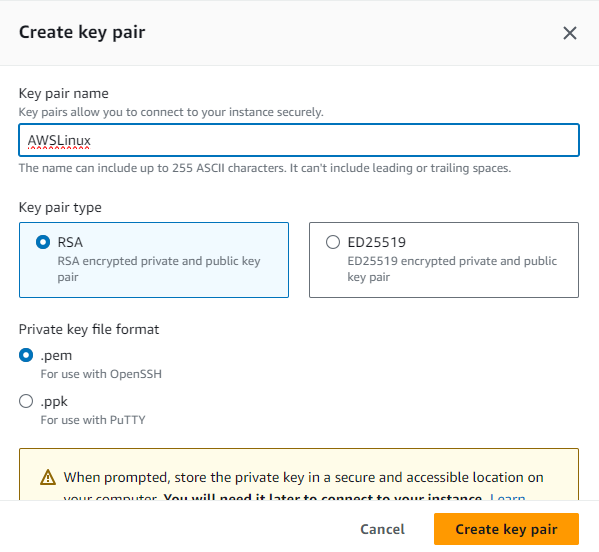 Create key pair
Key pair name
Key pairs allow you to connect to your instance securely.
AWSLinux
The name can include up to 255 ASCII characters. It can't include leading or trailing spaces.
Key pair type
RSA
RSA encrypted private and public key
pair
ED25519
ED25519 encrypted private and public
key pair
Private key file format
.pem
For use with OpenSSH
.ppk
For use with PuTTY
When prompted, store the private key in a secure and accessible location on
your computer. You will need it later to connect to your instance. Learn
Cancel
Create key pair